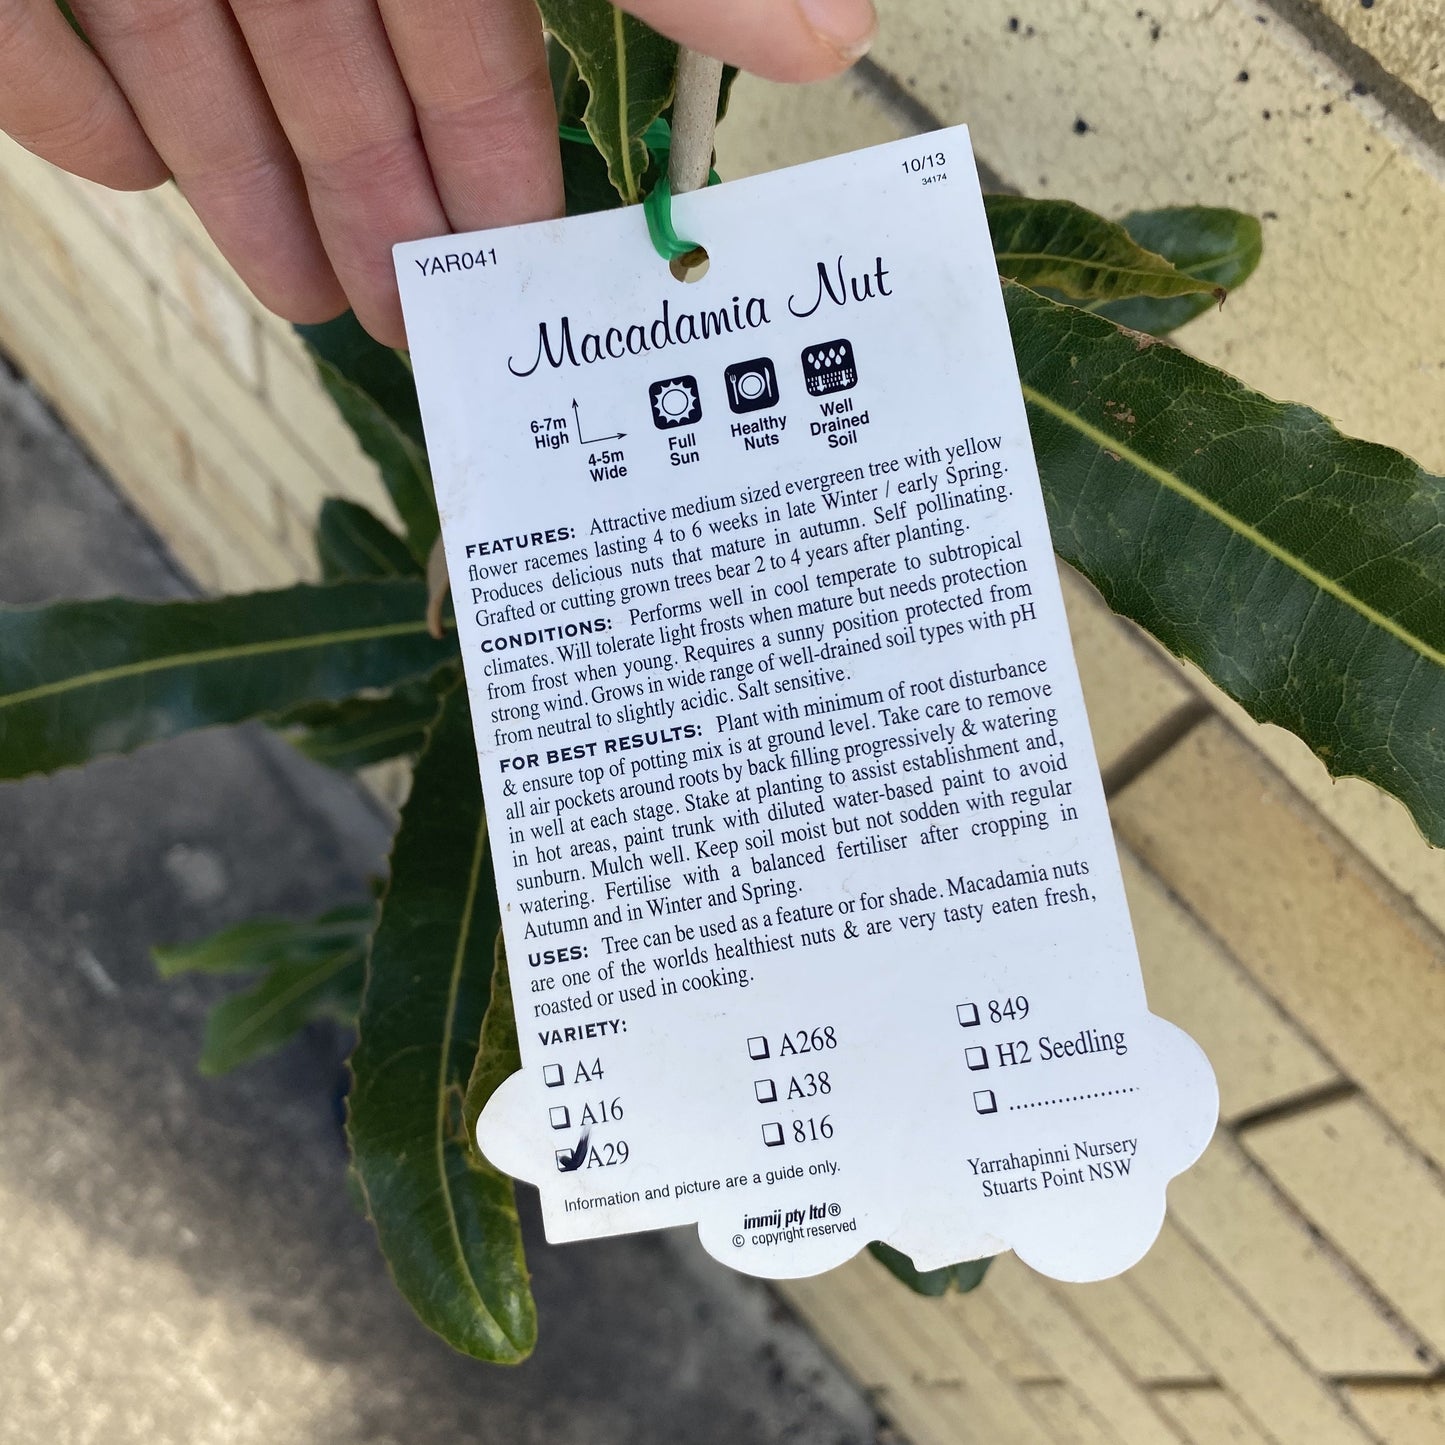 10/13
34174
YAR041
Macadamia Nut
6-7m
High
4-5m
Wide
Full
Sun
Healthy
Nuts
Well
Drained
Soil
FEATURES: Attractive medium sized evergreen tree with yellow
flower racemes lasting 4 to 6 weeks in late Winter / early Spring.
Produces delicious nuts that mature in autumn. Self pollinating.
Grafted or cutting grown trees bear 2 to 4 years after planting.
CONDITIONS: Performs well in cool temperate to subtropical
climates. Will tolerate light frosts when mature but needs protection
from frost when young. Requires a sunny position protected from
strong wind. Grows in wide range of well-drained soil types with pH
from neutral to slightly acidic. Salt sensitive.
FOR BEST RESULTS: Plant with minimum of root disturbance
& ensure top of potting mix is at ground level. Take care to remove
all air pockets around roots by back filling progressively & watering
in well at each stage. Stake at planting to assist establishment and,
in hot areas, paint trunk with diluted water-based paint to avoid
sunburn. Mulch well. Keep soil moist but not sodden with regular
watering. Fertilise with a balanced fertiliser after cropping in
Autumn and in Winter and Spring.
USES: Tree can be used as a feature or for shade. Macadamia nuts
are one of the worlds healthiest nuts & are very tasty eaten fresh,
roasted or used in cooking.
VARIETY:
A4
A16
A29
A268
A38
816
849
H2 Seedling
....................
Information and picture are a guide only.
immij pty ltd®
© copyright reserved
Yarrahapinni Nursery
Stuarts Point NSW